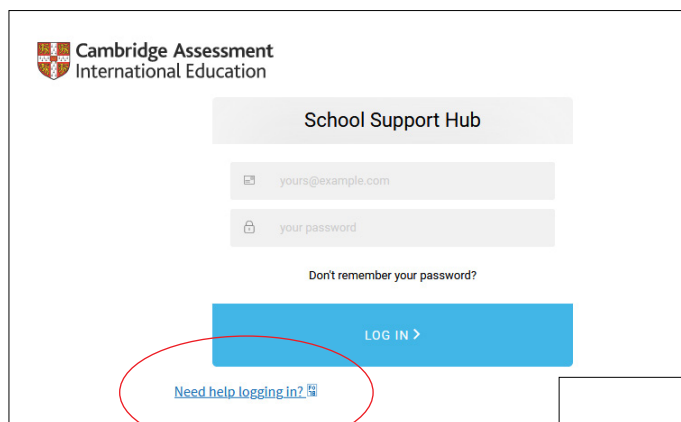 Cambridge Assessment
International Education
School Support Hub
yours@example.com
your password
Don't remember your password?
LOG IN
Need help logging in?